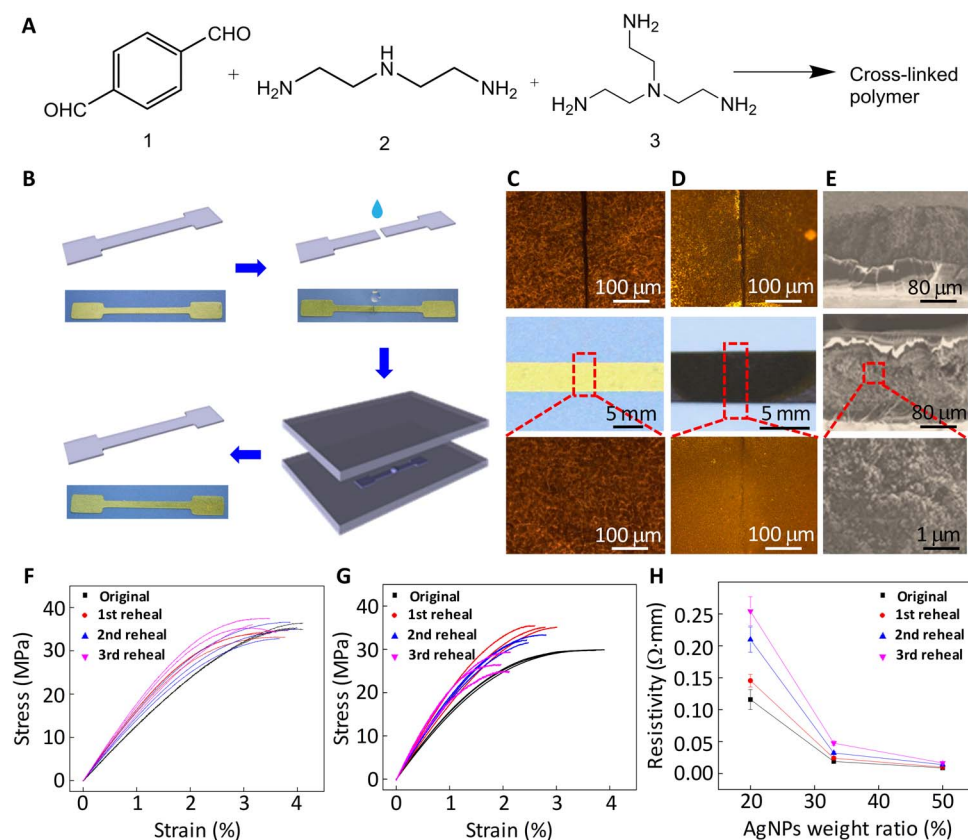 A
CHO
OHC
1
+
H
N
H₂N
NH₂
2
+
NH₂
N
H₂N
NH₂
3
Cross-linked
polymer
B
C
D
E
100 μm
100 μm
80 μm
5 mm
5 mm
80 μm
100 μm
100 μm
1 μm
F
Original
1st reheal
2nd reheal
3rd reheal
Stress (MPa)
40
30
20
10
0
0 1 2 3 4
Strain (%)
G
Original
1st reheal
2nd reheal
3rd reheal
Stress (MPa)
40
30
20
10
0
0 1 2 3 4
Strain (%)
H
Original
1st reheal
2nd reheal
3rd reheal
Resistivity (Ω·mm)
0.25
0.20
0.15
0.10
0.05
0.00
20 30 40 50
AgNPs weight ratio (%)